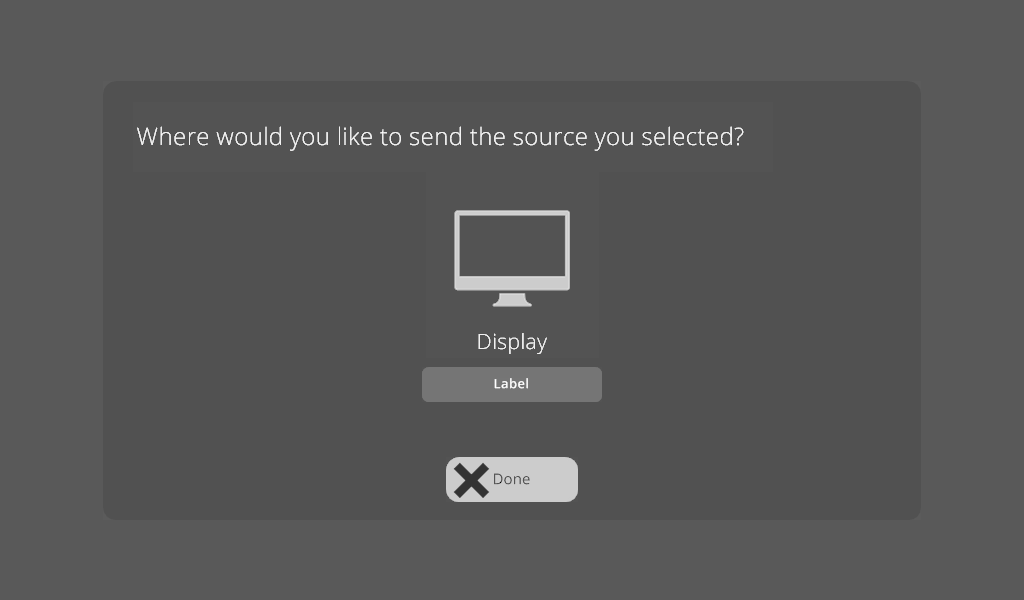 Where would you like to send the source you selected?
Display
Label
Done